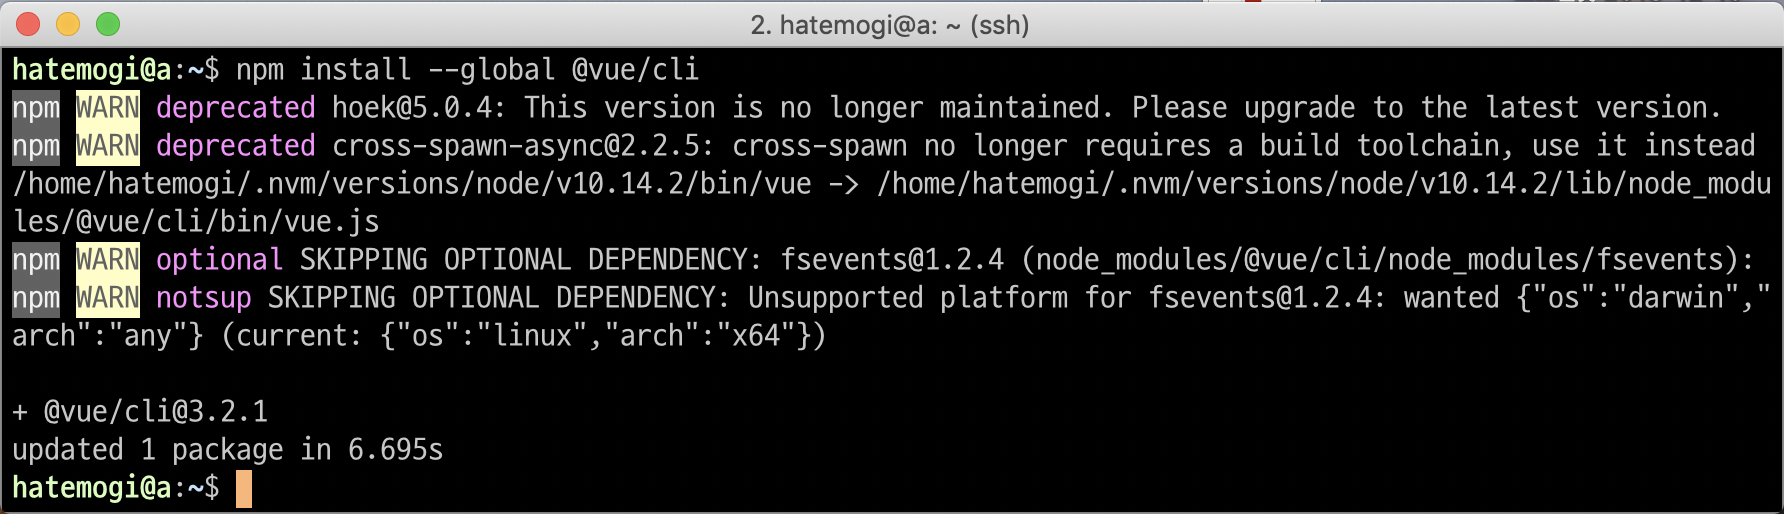 2. hatemogi@a: ~ (ssh)
hatemogi@a:~$ npm install --global @vue/cli
npm WARN deprecated hoek@5.0.4: This version is no longer maintained. Please upgrade to the latest version.
npm WARN deprecated cross-spawn-async@2.2.5: cross-spawn no longer requires a build toolchain, use it instead
/home/hatemogi/.nvm/versions/node/v10.14.2/bin/vue -> /home/hatemogi/.nvm/versions/node/v10.14.2/lib/node_modu
les/@vue/cli/bin/vue.js
npm WARN optional SKIPPING OPTIONAL DEPENDENCY: fsevents@1.2.4 (node_modules/@vue/cli/node_modules/fsevents):
npm WARN notsup SKIPPING OPTIONAL DEPENDENCY: Unsupported platform for fsevents@1.2.4: wanted {"os":"darwin","
arch":"any"} (current: {"os":"linux","arch":"x64"})
+ @vue/cli@3.2.1
updated 1 package in 6.695s
hatemogi@a:~$